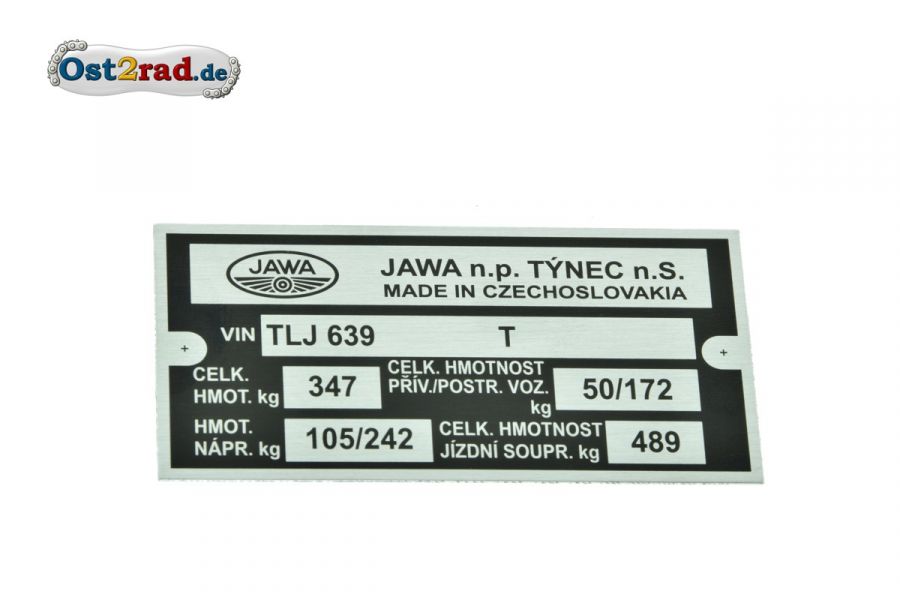 Ost2rad.de
JAWA
JAWA n.p. TÝNEC n.S.
MADE IN CZECHOSLOVAKIA
VIN TLJ 639 T
CELK.
HMOT. kg 347
CELK. HMOTNOST
PŘÍV./POSTR. VOZ.
kg 50/172
HMOT.
NÁPR. kg 105/242
CELK. HMOTNOST
JÍZDNÍ SOUPR. kg 489